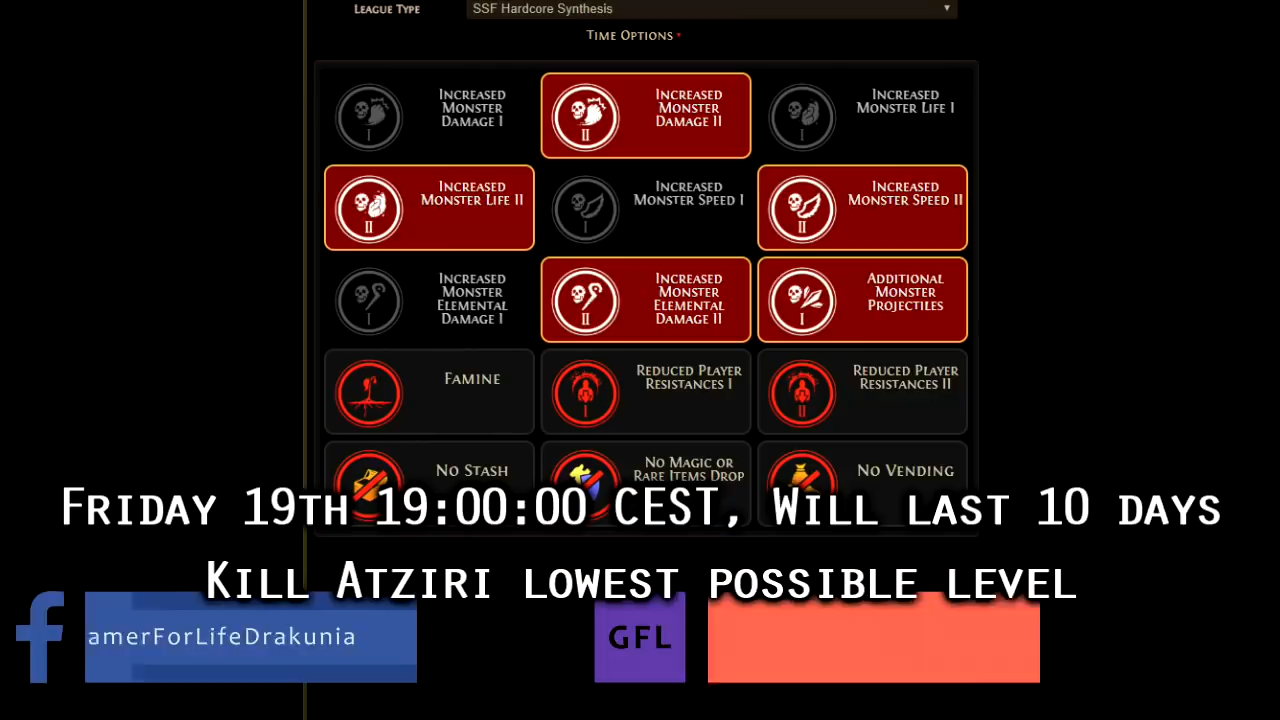 League Type SSF Hardcore Synthesis
Time Options *
Increased Monster Damage I
Increased Monster Damage II
Increased Monster Life I
Increased Monster Life II
Increased Monster Speed I
Increased Monster Speed II
Increased Monster Elemental Damage I
Increased Monster Elemental Damage II
Additional Monster Projectiles
Famine
Reduced Player Resistances I
Reduced Player Resistances II
No Stash
No Magic or Rare Items Drop
No Vending
Friday 19th 19:00:00 CEST, Will last 10 days
Kill Atziri lowest possible level
f amerForLifeDrakunia
GFL